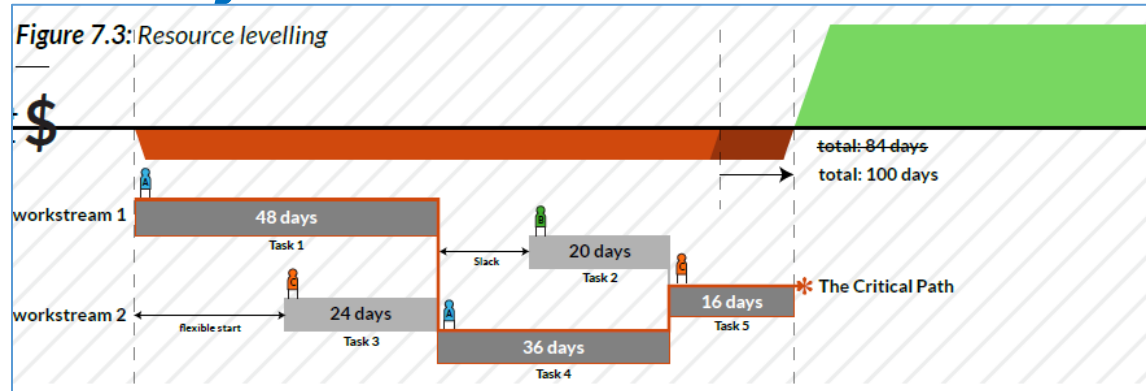 Figure 7.3: Resource levelling
$
total: 84 days
total: 100 days
A
workstream 1
48 days
Task 1
B
Slack
20 days
Task 2
C
16 days
Task 5
The Critical Path
C
workstream 2
flexible start
24 days
Task 3
A
36 days
Task 4